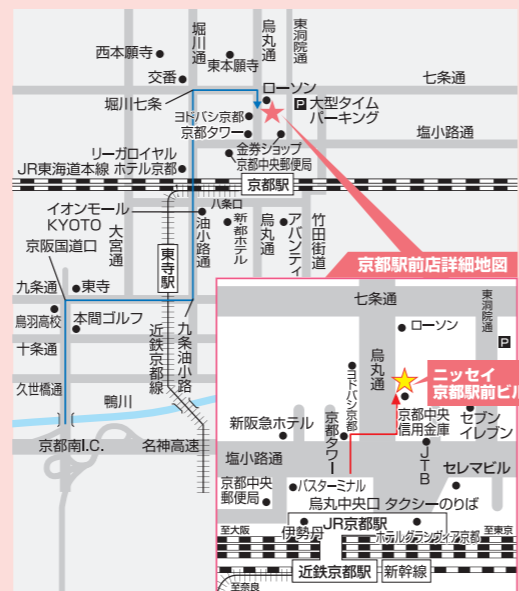 堀川通
烏丸通
東洞院通
西本願寺
交番
東本願寺
七条通
堀川七条
ローソン
P 大型タイム
パーキング
ヨドバシ京都
京都タワー
塩小路通
金券ショップ
京都中央郵便局
リーガロイヤル
ホテル京都
JR東海道本線
京都駅
八条口
イオンモール
KYOTO
京阪国道口
大宮通
東寺駅
油小路通
新都ホテル
烏丸通
アバンティ
竹田街道
九条通
東寺
鳥羽高校
本間ゴルフ
十条通
近鉄京都線
九条油小路
久世橋通
鴨川
京都南I.C.
名神高速
京都駅前店詳細地図
七条通
東洞院通
ローソン
P
烏丸通
ヨドバシ京都
ニッセイ
京都駅前ビル
京都中央
信用金庫
セブン
イレブン
新阪急ホテル
京都タワー
JTB
塩小路通
セレマビル
京都中央
郵便局
バスターミナル
烏丸中央口
タクシーのりば
JR京都駅
至大阪
伊勢丹
ホテルグランヴィア京都
至東京
近鉄京都駅
新幹線
至奈良